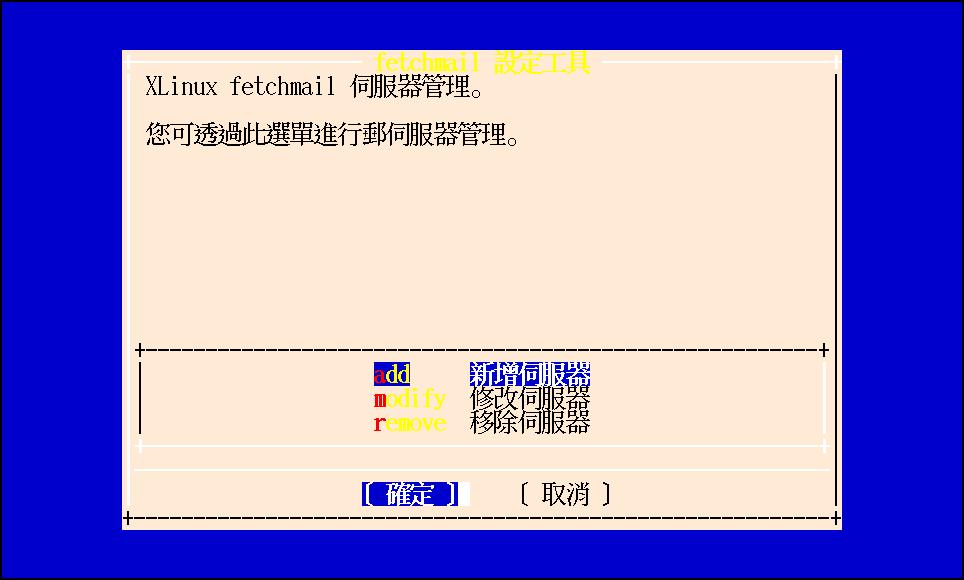 fetchmail 設定工具
XLinux fetchmail 伺服器管理。
您可透過此選單進行郵伺服器管理。
add 新增伺服器
modify 修改伺服器
remove 移除伺服器
[ 確定 ] [ 取消 ]